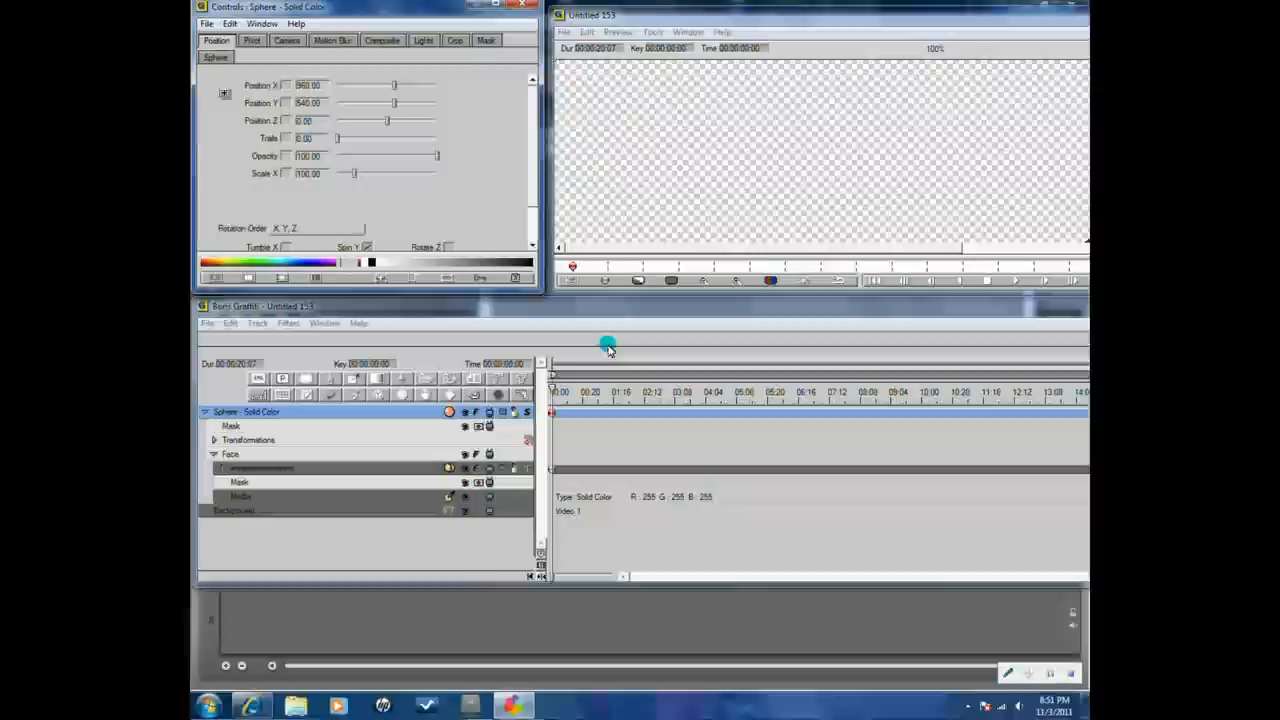 Controls : Sphere - Solid Color
File Edit Window Help
Position Pivot Camera Motion Blur Composite Lights Crop Mask
Sphere
Position X 960.00
Position Y 540.00
Position Z 0.00
Trails 0.00
Opacity 100.00
Scale X 100.00
Rotation Order X, Y, Z
Tumble X Spin Y Rotate Z
Untitled 153
File Edit Preview Tools Window Help
Dur 00:00:20:07 Key 00:00:00:00 Time 00:00:00:00 100%
Boris Graffiti - Untitled 153
File Edit Track Filters Window Help
Dur 00:00:20:07 Key 00:00:00:00 Time 00:00:00:00
00:20 01:16 02:12 03:08 04:04 05:00 05:20 06:16 07:12 08:08 09:04 10:00 10:20 11:16 12:12 13:08
Sphere - Solid Color
Mask
Transformations
Face
Mask
Media
Background
Type: Solid Color R : 255 G : 255 B : 255
Video 1
8:51 PM
11/3/2011